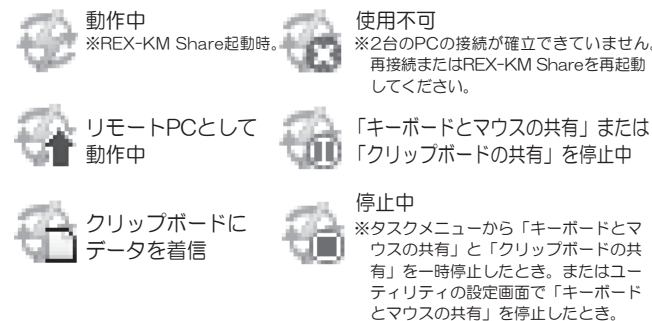 動作中
※REX-KM Share起動時。
使用不可
※2台のPCの接続が確立できていません。
再接続またはREX-KM Shareを再起動
してください。
リモートPCとして
動作中
「キーボードとマウスの共有」または
「クリップボードの共有」を停止中
クリップボードに
データを着信
停止中
※タスクメニューから「キーボードとマ
ウスの共有」と「クリップボードの共
有」を一時停止したとき。またはユー
ティリティの設定画面で「キーボード
とマウスの共有」を停止したとき。